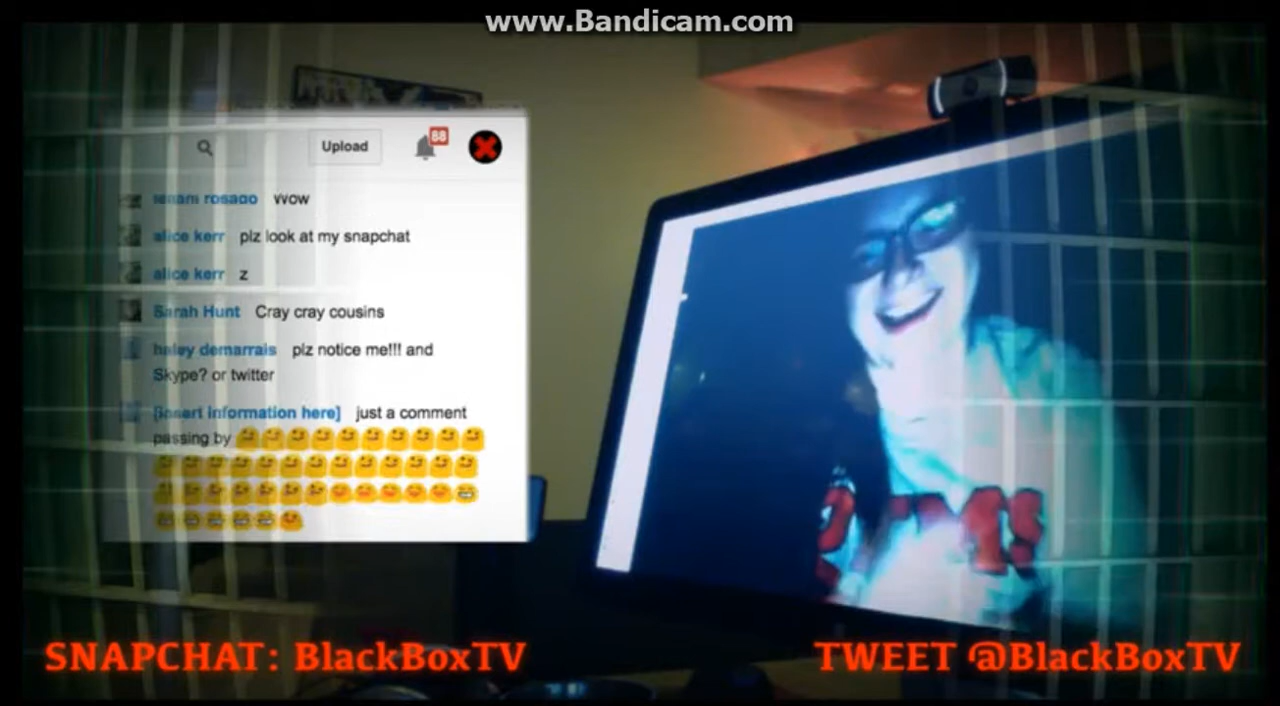 www.Bandicam.com
Upload
88
Wow
alice kerr plz look at my snapchat
alice kerr z
Sarah Hunt Cray cray cousins
haley demarrais plz notice me!!! and
Skype? or twitter
[insert information here] just a comment
passing by
SNAPCHAT: BlackBoxTV
TWEET @BlackBoxTV